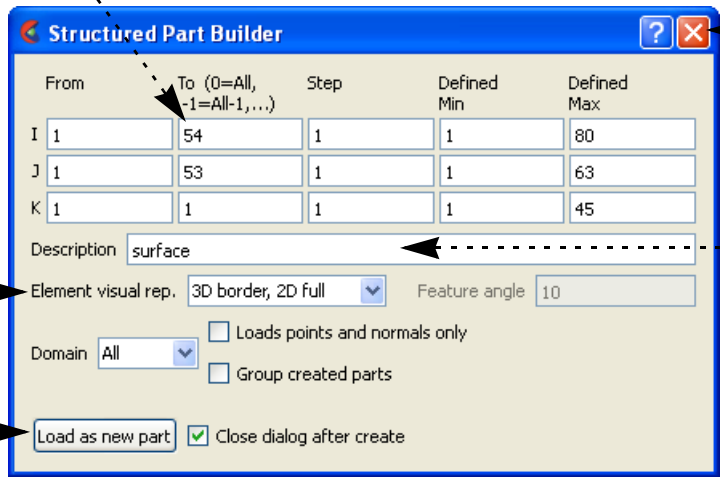 Structured Part Builder
From To (0=All, -1=All-1,...) Step Defined Min Defined Max
I 1 54 1 1 80
J 1 53 1 1 63
K 1 1 1 1 45
Description surface
Element visual rep. 3D border, 2D full Feature angle 10
Loads points and normals only
Domain All
Group created parts
Load as new part Close dialog after create